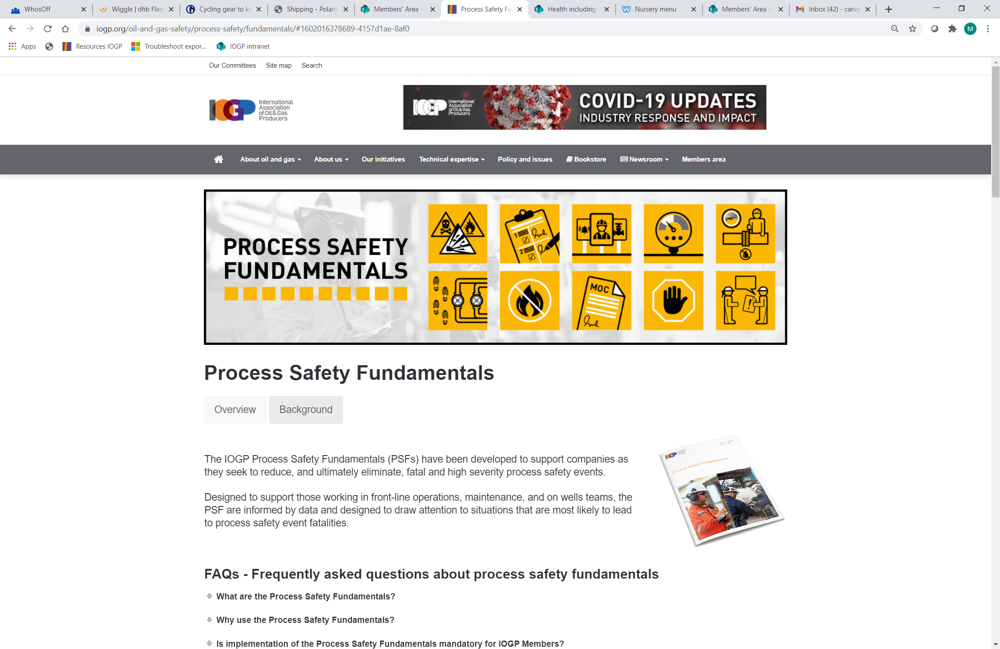 WhosOff
Wiggle | dhb Flas
Cycling gear to ke
Shipping - Polarn
Members' Area -
Process Safety Fu
Health including
Nursery menu
Members' Area -
Inbox (42) - carva
iogp.org/oil-and-gas-safety/process-safety/fundamentals/#1602016378689-4157d1ae-8af0
M
Apps
Resources IOGP
Troubleshoot expor...
IOGP intranet
Our Committees
Site map
Search
IOGP
International
Association
of Oil & Gas
Producers
IOGP
International
Association
of Oil & Gas
Producers
COVID-19 UPDATES
INDUSTRY RESPONSE AND IMPACT
About oil and gas
About us
Our initiatives
Technical expertise
Policy and issues
Bookstore
Newsroom
Members area
PROCESS SAFETY
FUNDAMENTALS
1
2
MOC
Process Safety Fundamentals
Overview
Background
The IOGP Process Safety Fundamentals (PSFs) have been developed to support companies as
they seek to reduce, and ultimately eliminate, fatal and high severity process safety events.
Designed to support those working in front-line operations, maintenance, and on wells teams, the
PSF are informed by data and designed to draw attention to situations that are most likely to lead
to process safety event fatalities.
IOGP
Process Safety Fundamentals
FAQs - Frequently asked questions about process safety fundamentals
What are the Process Safety Fundamentals?
Why use the Process Safety Fundamentals?
Is implementation of the Process Safety Fundamentals mandatory for IOGP Members?